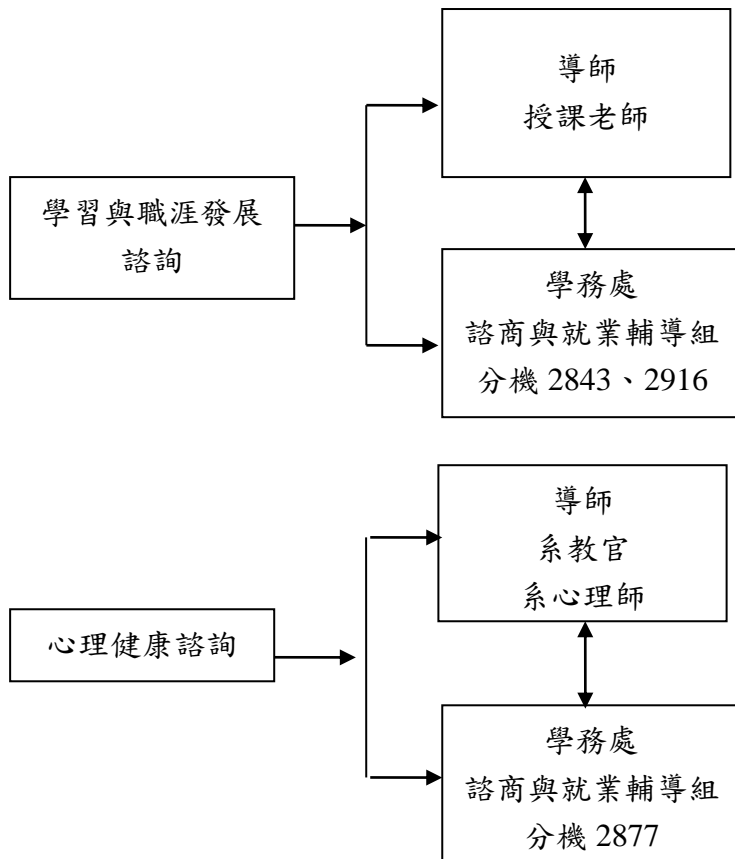 導師
授課老師
學習與職涯發展
諮詢
學務處
諮商與就業輔導組
分機 2843、2916
導師
系教官
系心理師
心理健康諮詢
學務處
諮商與就業輔導組
分機 2877